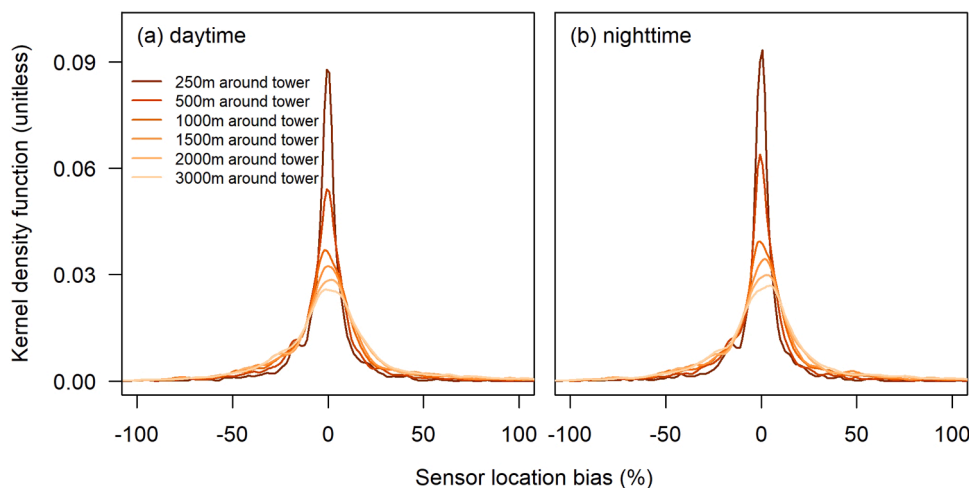 (a) daytime
(b) nighttime
Kernel density function (unitless)
0.09
0.06
0.03
0.00
250m around tower
500m around tower
1000m around tower
1500m around tower
2000m around tower
3000m around tower
-100 -50 0 50 100
-100 -50 0 50 100
Sensor location bias (%)